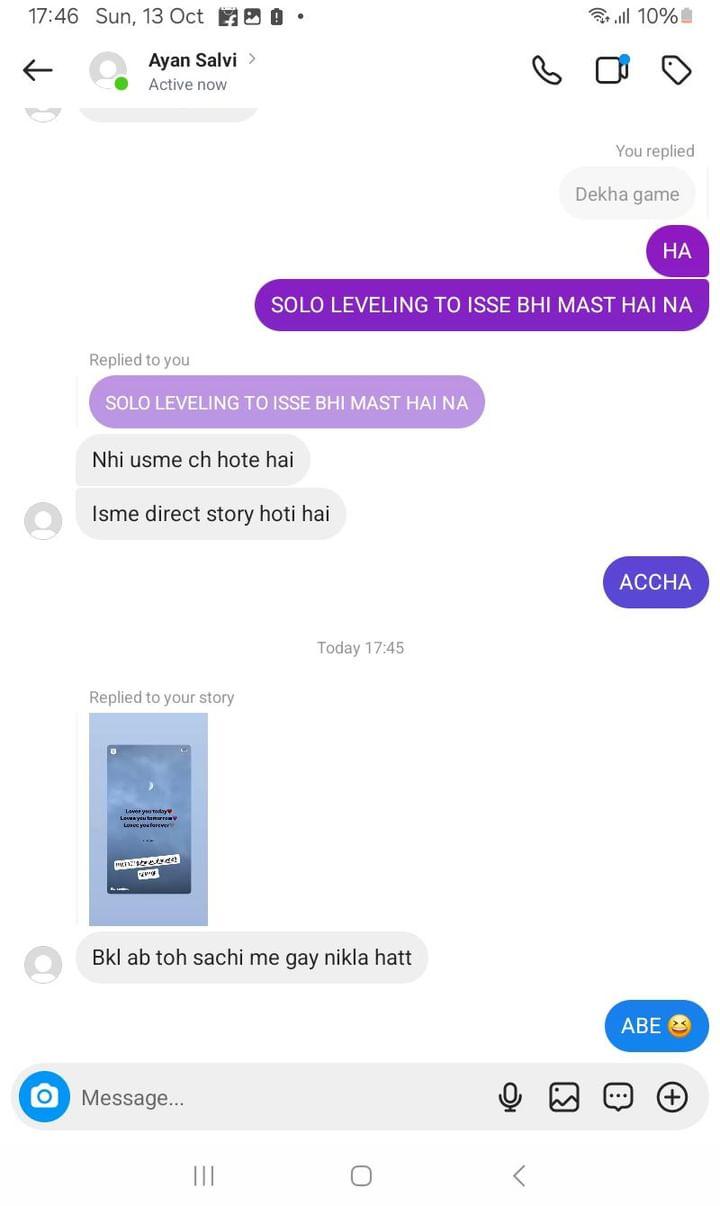 17:46 Sun, 13 Oct
10%
Ayan Salvi
Active now
You replied
Dekha game
HA
SOLO LEVELING TO ISSE BHI MAST HAI NA
Replied to you
SOLO LEVELING TO ISSE BHI MAST HAI NA
Nhi usme ch hote hai
Isme direct story hoti hai
ACCHA
Today 17:45
Replied to your story
Loved you today
Loves you tomorrow
Loves you forever
Bkl ab toh sachi me gay nikla hatt
ABE 😆
Message...